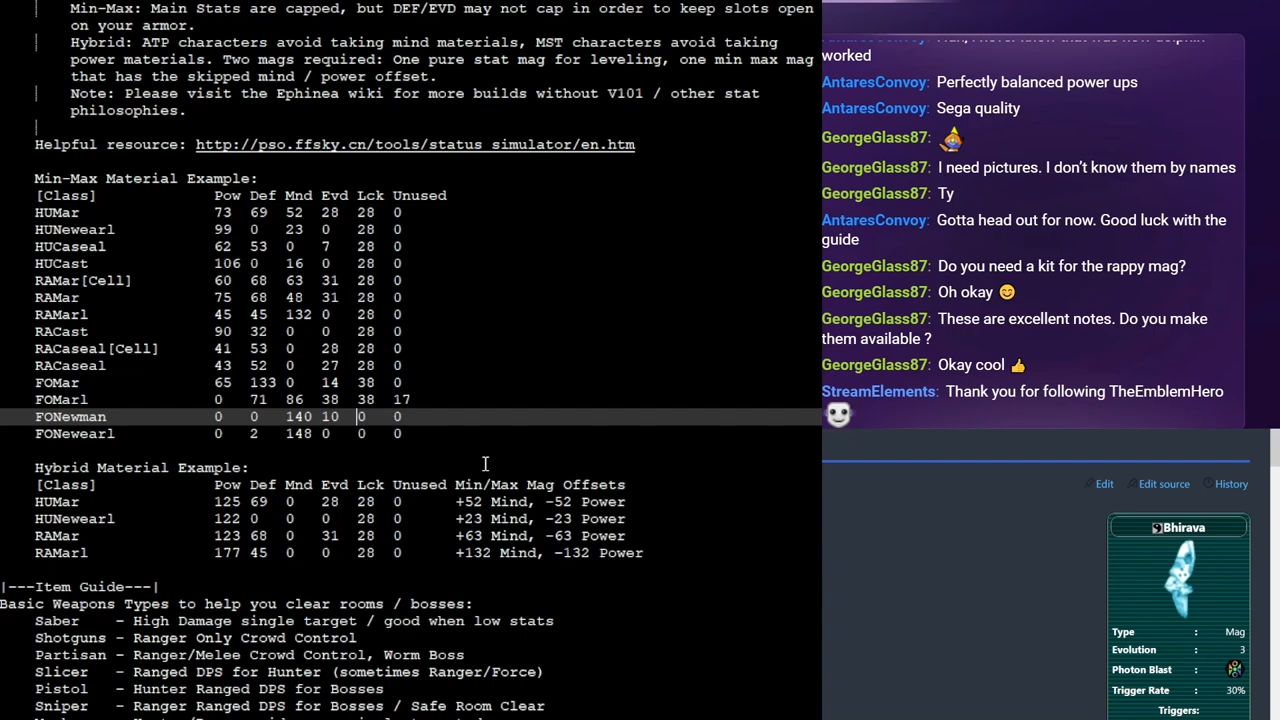 Min-Max: Main Stats are capped, but DEF/EVD may not cap in order to keep slots open
on your armor.
Hybrid: ATP characters avoid taking mind materials, MST characters avoid taking
power materials. Two mags required: One pure stat mag for leveling, one min max mag
that has the skipped mind / power offset.
Note: Please visit the Ephinea wiki for more builds without V101 / other stat
philosophies.
Helpful resource: http://pso.ffsky.cn/tools/status_simulator/en.htm
Min-Max Material Example:
[Class] Pow Def Mnd Evd Lck Unused
HUMar 73 69 52 28 28 0
HUNewearl 99 0 23 0 28 0
HUCaseal 62 53 0 7 28 0
HUCast 106 0 16 0 28 0
RAMar[Cell] 60 68 63 31 28 0
RAMar 75 68 48 31 28 0
RAMarl 45 45 132 0 28 0
RACast 90 32 0 0 28 0
RACaseal[Cell] 41 53 0 28 28 0
RACaseal 43 52 0 27 28 0
FOMar 65 133 0 14 38 0
FOMarl 0 71 86 38 38 17
FONewman 0 0 140 10 0 0
FONewearl 0 2 148 0 0 0
Hybrid Material Example:
[Class] Pow Def Mnd Evd Lck Unused Min/Max Mag Offsets
HUMar 125 69 0 28 28 0 +52 Mind, -52 Power
HUNewearl 122 0 0 0 28 0 +23 Mind, -23 Power
RAMar 123 68 0 31 28 0 +63 Mind, -63 Power
RAMarl 177 45 0 0 28 0 +132 Mind, -132 Power
|---Item Guide---|
Basic Weapons Types to help you clear rooms / bosses:
Saber - High Damage single target / good when low stats
Shotguns - Ranger Only Crowd Control
Partisan - Ranger/Melee Crowd Control, Worm Boss
Slicer - Ranged DPS for Hunter (sometimes Ranger/Force)
Pistol - Hunter Ranged DPS for Bosses
Sniper - Ranger Ranged DPS for Bosses / Safe Room Clear
worked
AntaresConvoy: Perfectly balanced power ups
AntaresConvoy: Sega quality
GeorgeGlass87:
GeorgeGlass87: I need pictures. I don't know them by names
GeorgeGlass87: Ty
AntaresConvoy: Gotta head out for now. Good luck with the
guide
GeorgeGlass87: Do you need a kit for the rappy mag?
GeorgeGlass87: Oh okay 😊
GeorgeGlass87: These are excellent notes. Do you make
them available ?
GeorgeGlass87: Okay cool 👍
StreamElements: Thank you for following TheEmblemHero
Edit Edit source History
Bhirava
Type : Mag
Evolution : 3
Photon Blast :
Trigger Rate : 30%
Triggers: